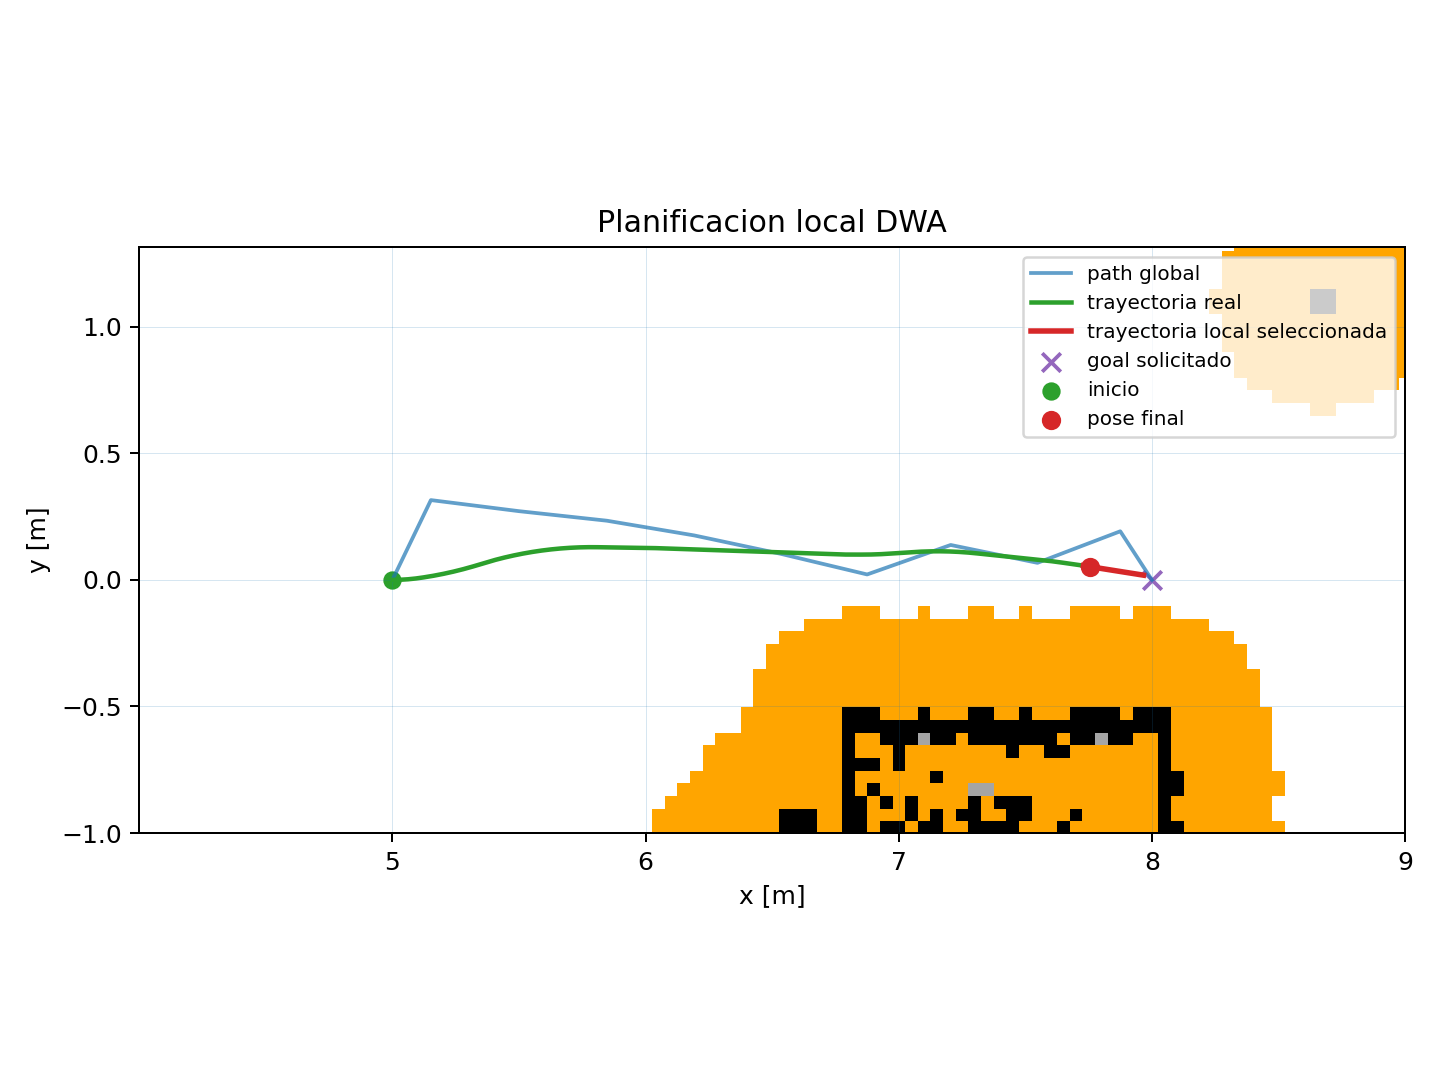 Planificacion local DWA
path global
trayectoria real
trayectoria local seleccionada
goal solicitado
inicio
pose final
1.0
0.5
0.0
−0.5
−1.0
y [m]
5 6 7 8 9
x [m]